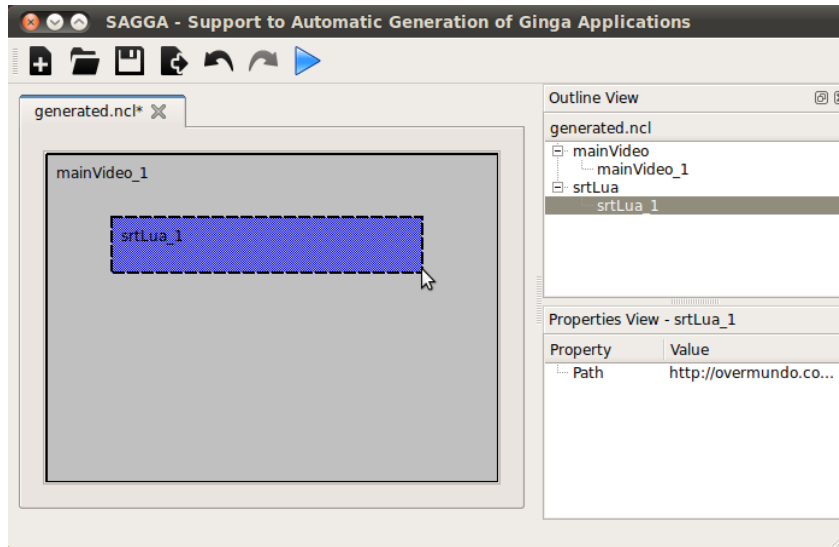 SAGGA - Support to Automatic Generation of Ginga Applications
generated.ncl*
mainVideo_1
srtLua_1
Outline View
generated.ncl
mainVideo
mainVideo_1
srtLua
srtLua_1
Properties View - srtLua_1
Property Value
Path http://overmundo.co...